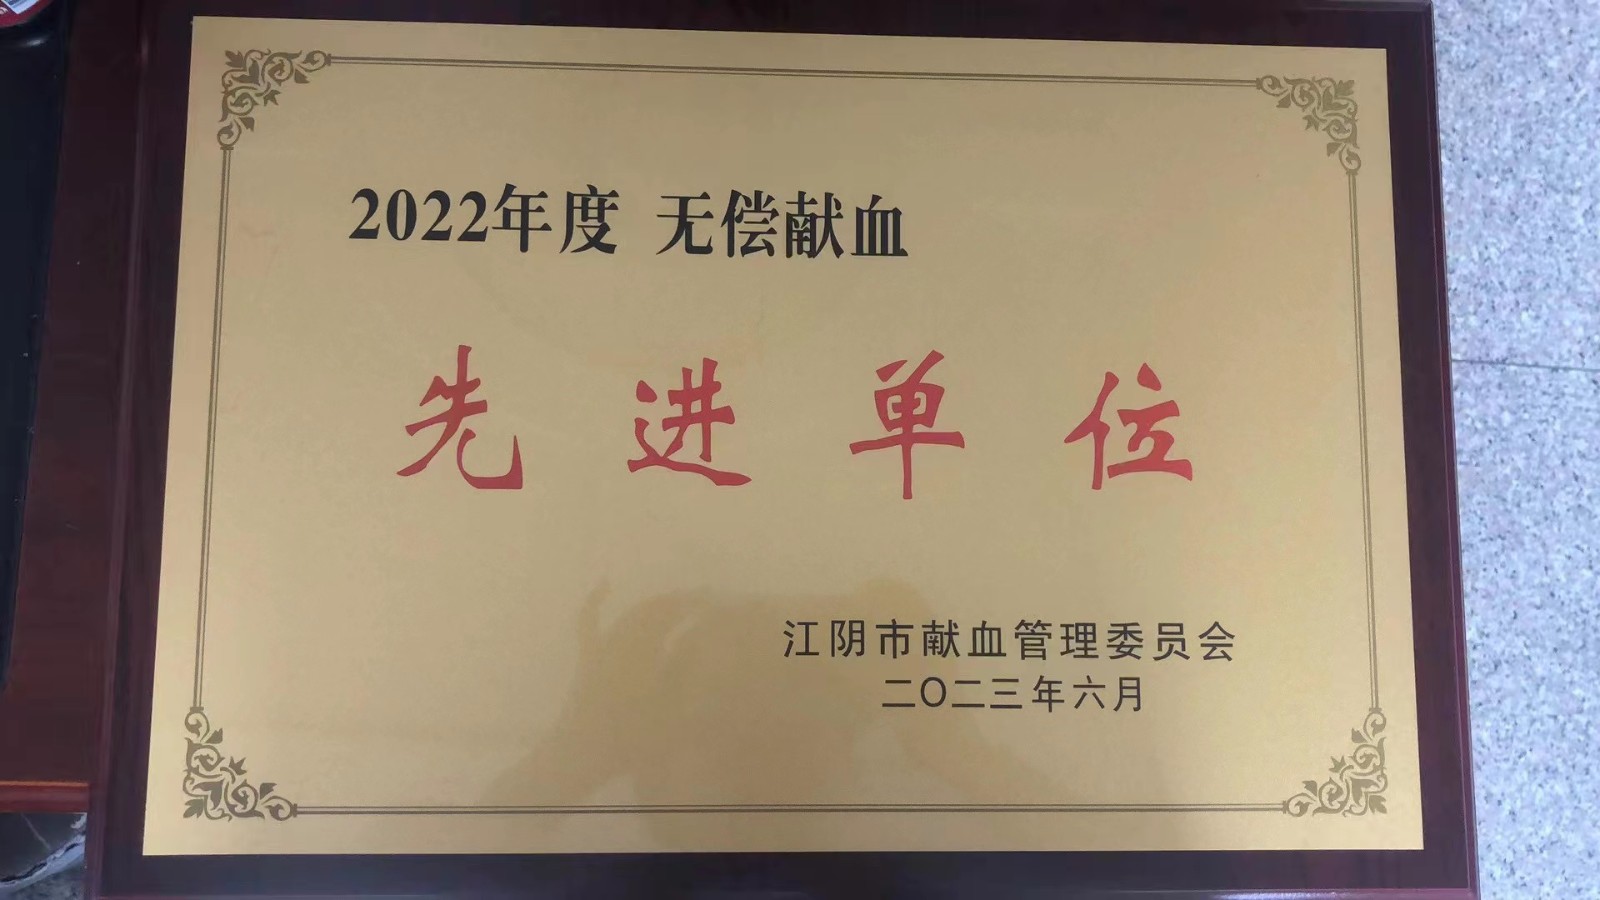 2022年度 无偿献血
先进单位
江阴市献血管理委员会
二〇二三年六月